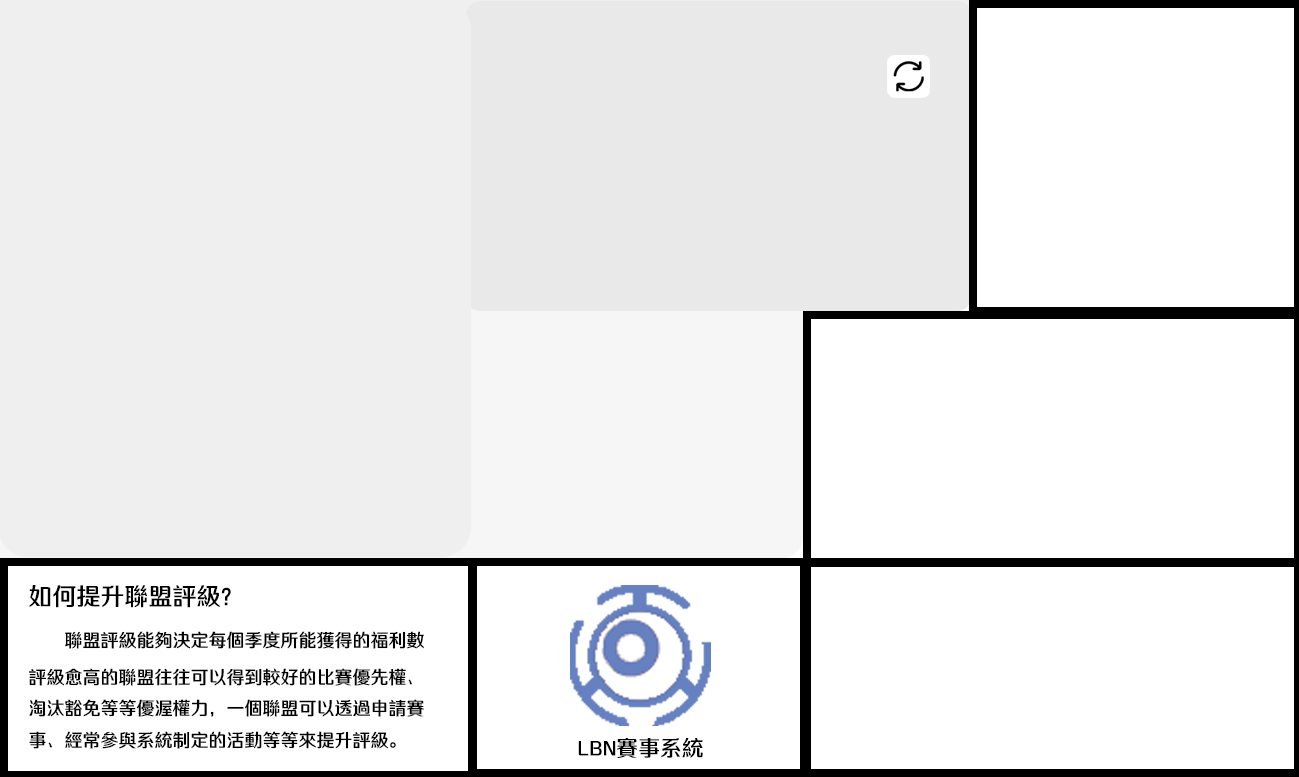 如何提升聯盟評級?
聯盟評級能夠決定每個季度所能獲得的福利數
評級愈高的聯盟往往可以得到較好的比賽優先權、
淘汰豁免等等優渥權力，一個聯盟可以透過申請賽
事、經常參與系統制定的活動等等來提升評級。
LBN賽事系統